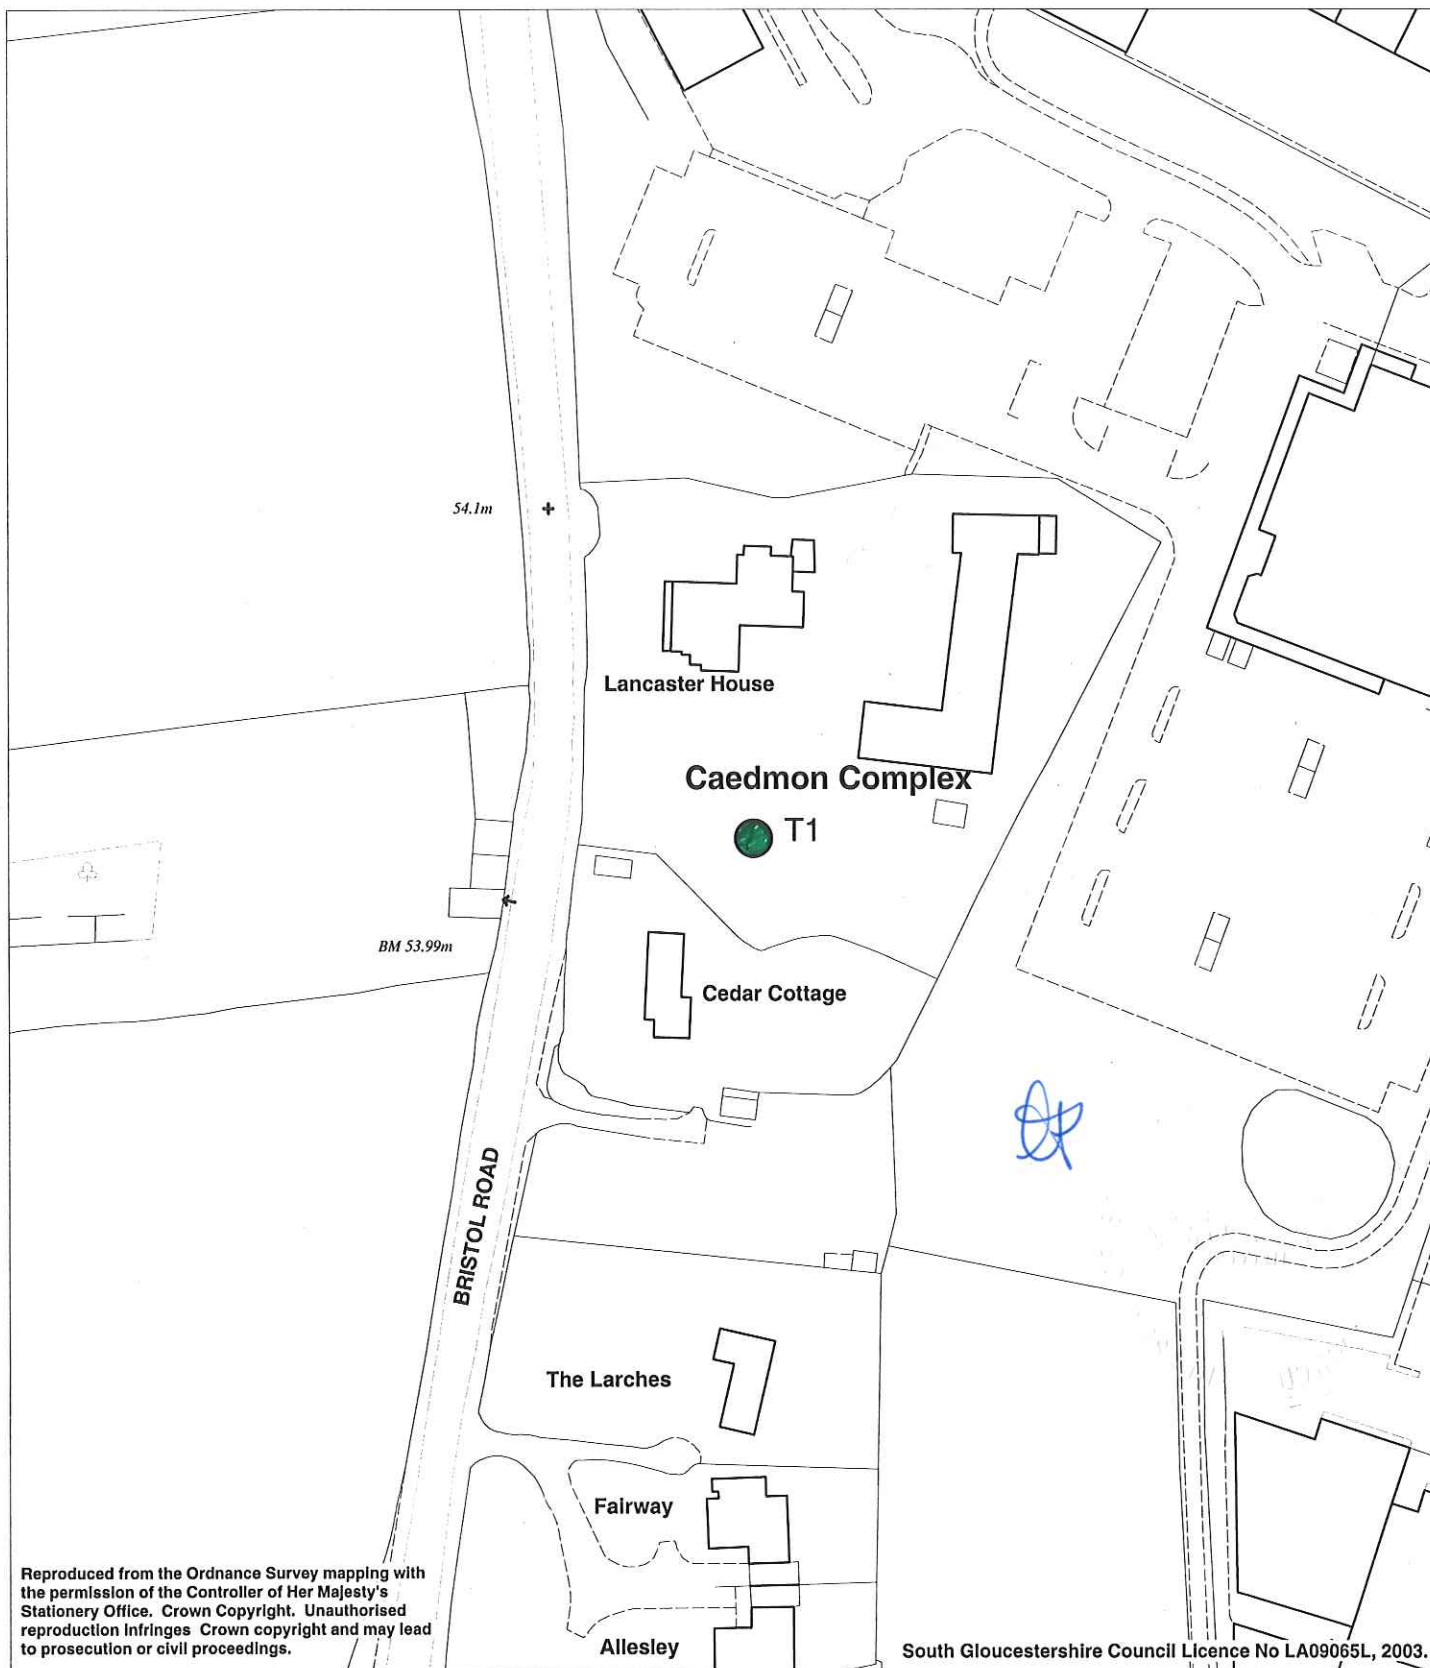 54.1m
Lancaster House
Caedmon Complex
T1
BM 53.99m
Cedar Cottage
BRISTOL ROAD
The Larches
Fairway
Reproduced from the Ordnance Survey mapping with
the permission of the Controller of Her Majesty's
Stationery Office. Crown Copyright. Unauthorised
reproduction infringes Crown copyright and may lead
to prosecution or civil proceedings.
Allesley
South Gloucestershire Council Licence No LA09065L, 2003.